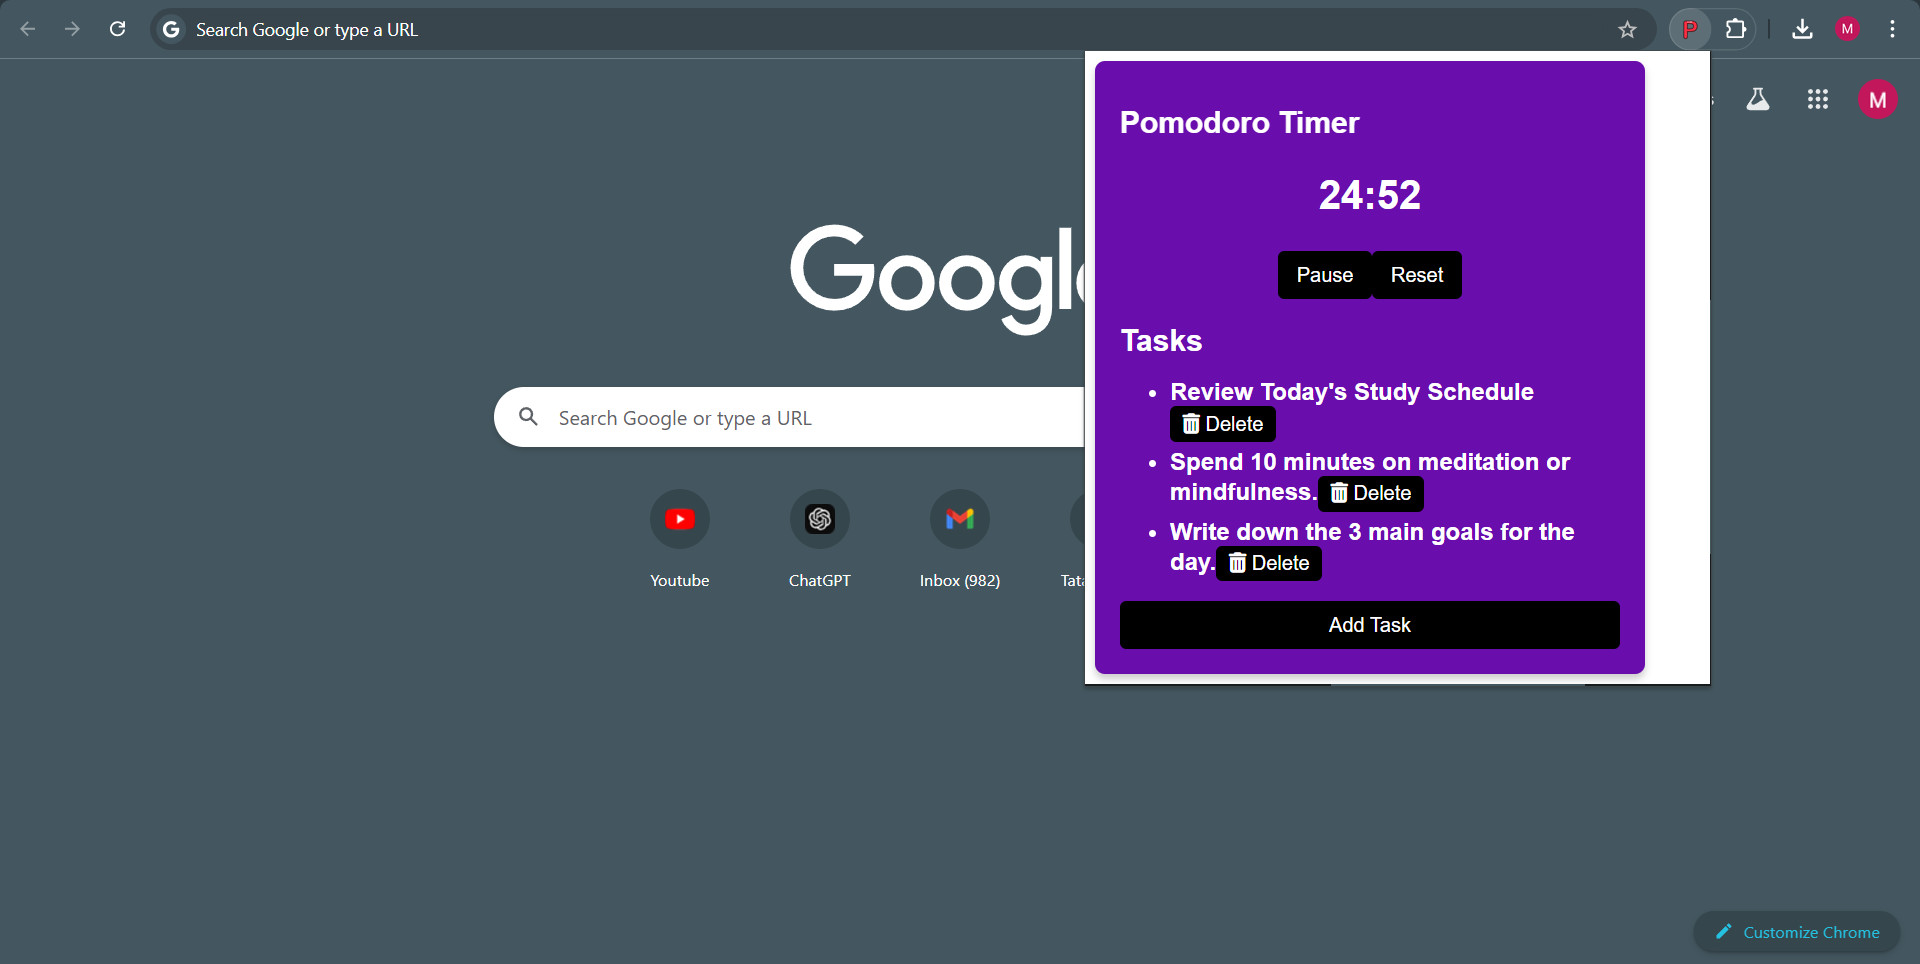 Search Google or type a URL
P
M
M
Pomodoro Timer
24:52
Pause
Reset
Tasks
• Review Today's Study Schedule
Delete
• Spend 10 minutes on meditation or
mindfulness. Delete
• Write down the 3 main goals for the
day. Delete
Add Task
Googl
Search Google or type a URL
Youtube
ChatGPT
Inbox (982)
Tata
Customize Chrome